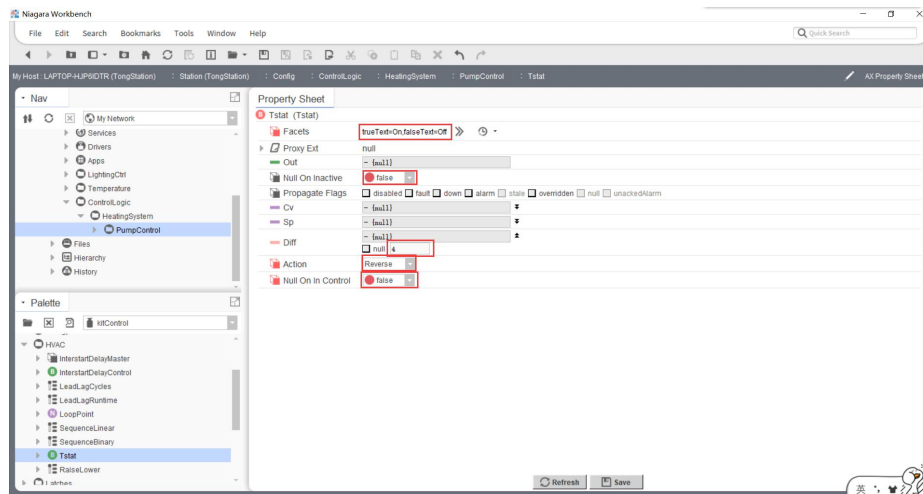 Niagara Workbench
File Edit Search Bookmarks Tools Window Help
Quick Search
My Host : LAPTOP-HJP8IDTR (TongStation) : Station (TongStation) : Config : ControlLogic : HeatingSystem : PumpControl : Tstat AX Property Sheet
Nav
My Network
Services
Drivers
Apps
LightingCtrl
Temperature
ControlLogic
HeatingSystem
PumpControl
Files
Hierarchy
History
Palette
kitControl
HVAC
InterstartDelayMaster
InterstartDelayControl
LeadLagCycles
LeadLagRuntime
LoopPoint
SequenceLinear
SequenceBinary
Tstat
RaiseLower
Latches
Property Sheet
Tstat (Tstat)
Facets trueText=On,falseText=Off
Proxy Ext null
Out - {null}
Null On Inactive false
Propagate Flags disabled fault down alarm stale overridden null unackedAlarm
Cv - {null}
Sp - {null}
Diff - {null}
null 4
Action Reverse
Null On In Control false
Refresh Save
英